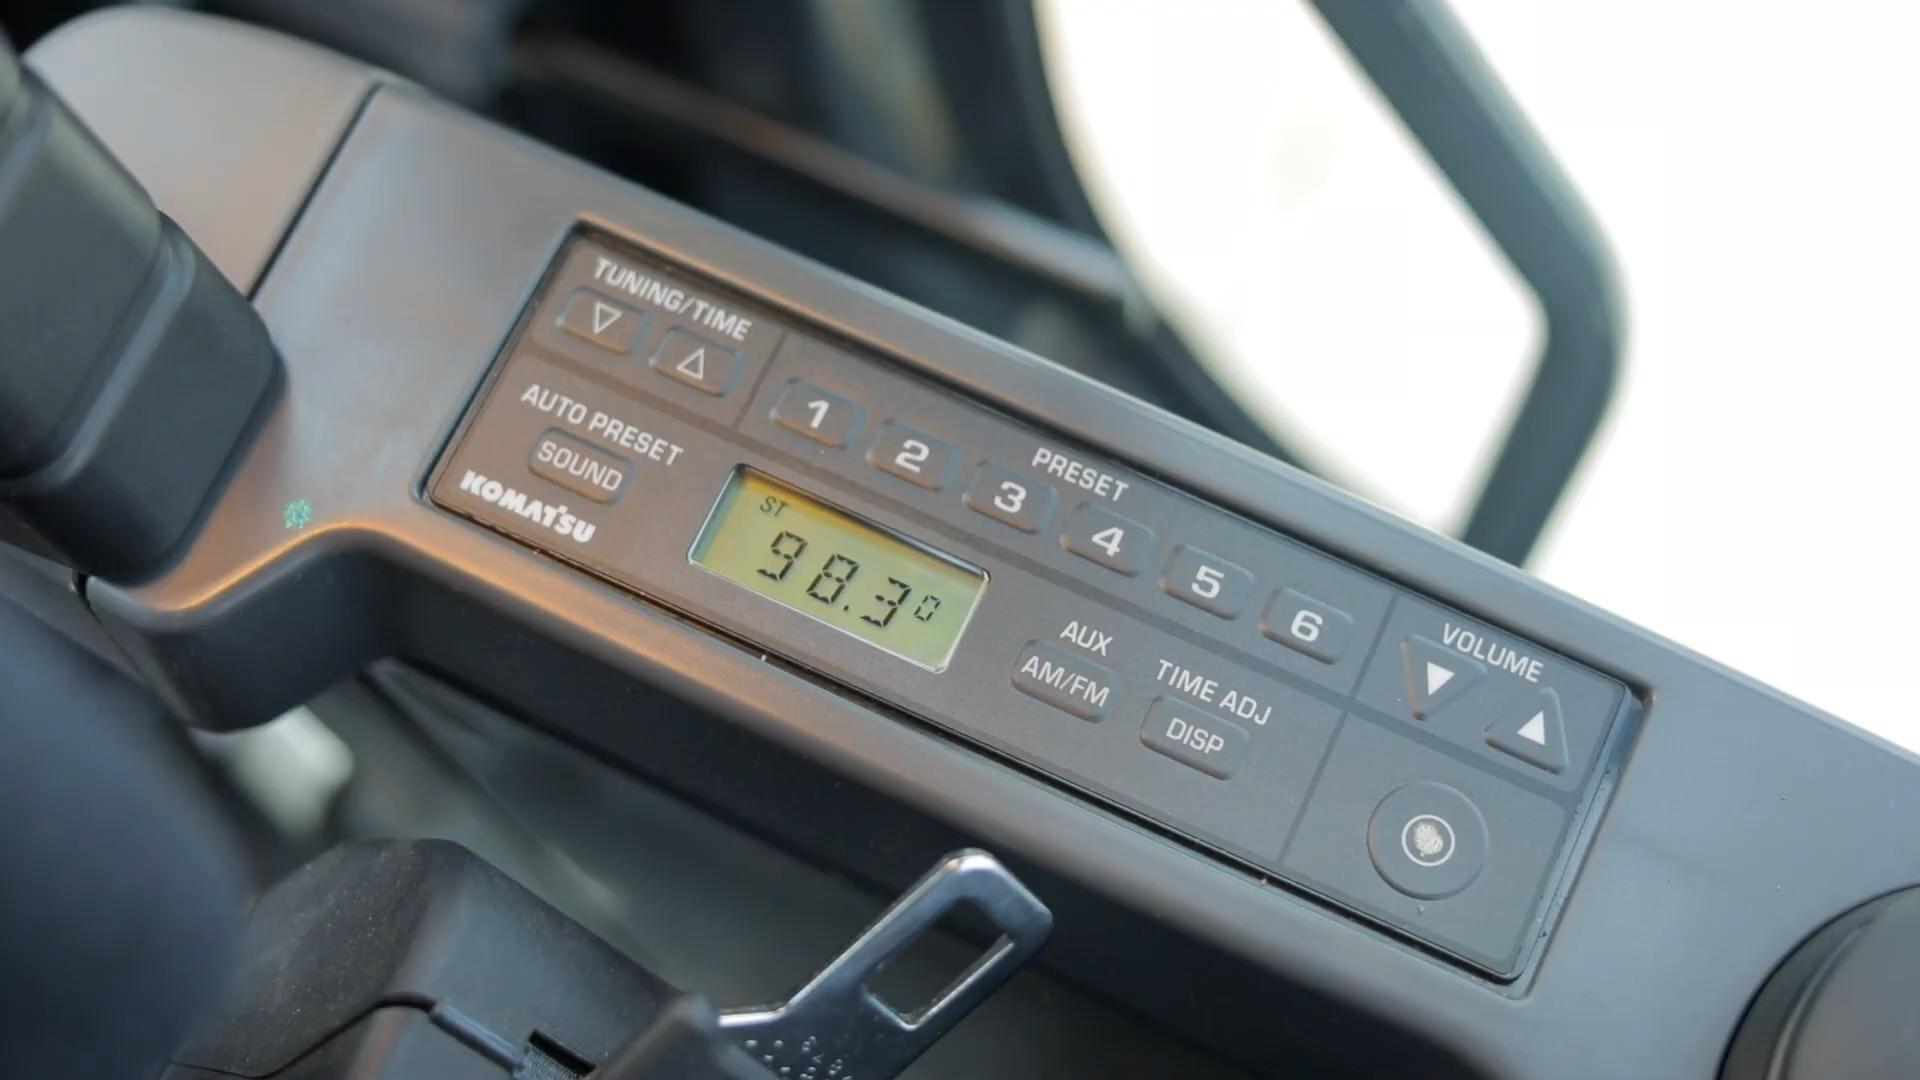 TUNING/TIME
AUTO PRESET
SOUND
KOMATSU
1
2
3
PRESET
4
5
6
ST
98.30
AUX
AM/FM
TIME ADJ
DISP
VOLUME